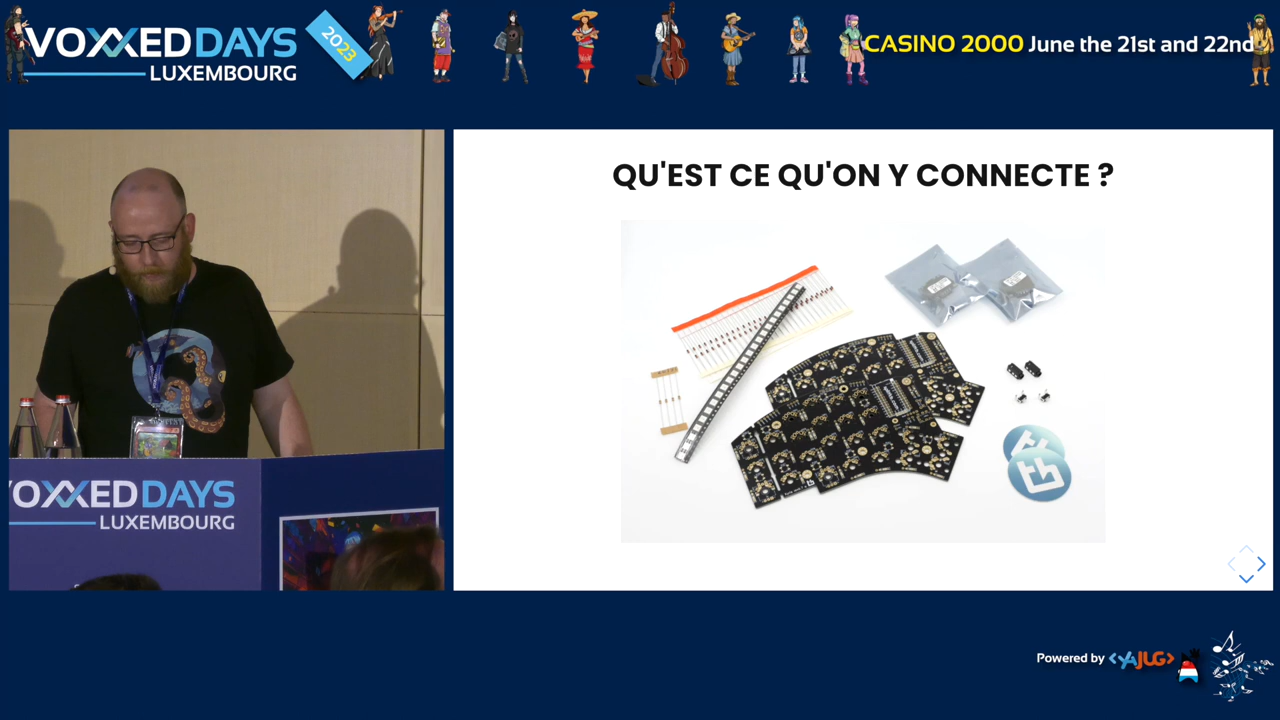 VOXXED DAYS
LUXEMBOURG
2023
CASINO 2000 June the 21st and 22nd
QU'EST CE QU'ON Y CONNECTE ?
VOXXED DAYS
LUXEMBOURG
Powered by <YAJUG>